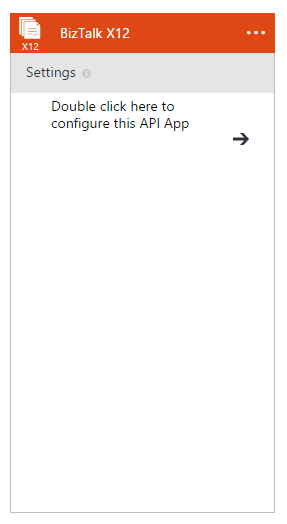 BizTalk X12
X12
Settings
Double click here to
configure this API App